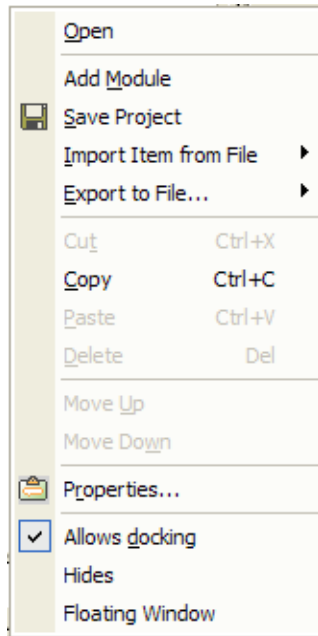 Open
Add Module
Save Project
Import Item from File
Export to File...
Cut Ctrl+X
Copy Ctrl+C
Paste Ctrl+V
Delete Del
Move Up
Move Down
Properties...
Allows docking
Hides
Floating Window